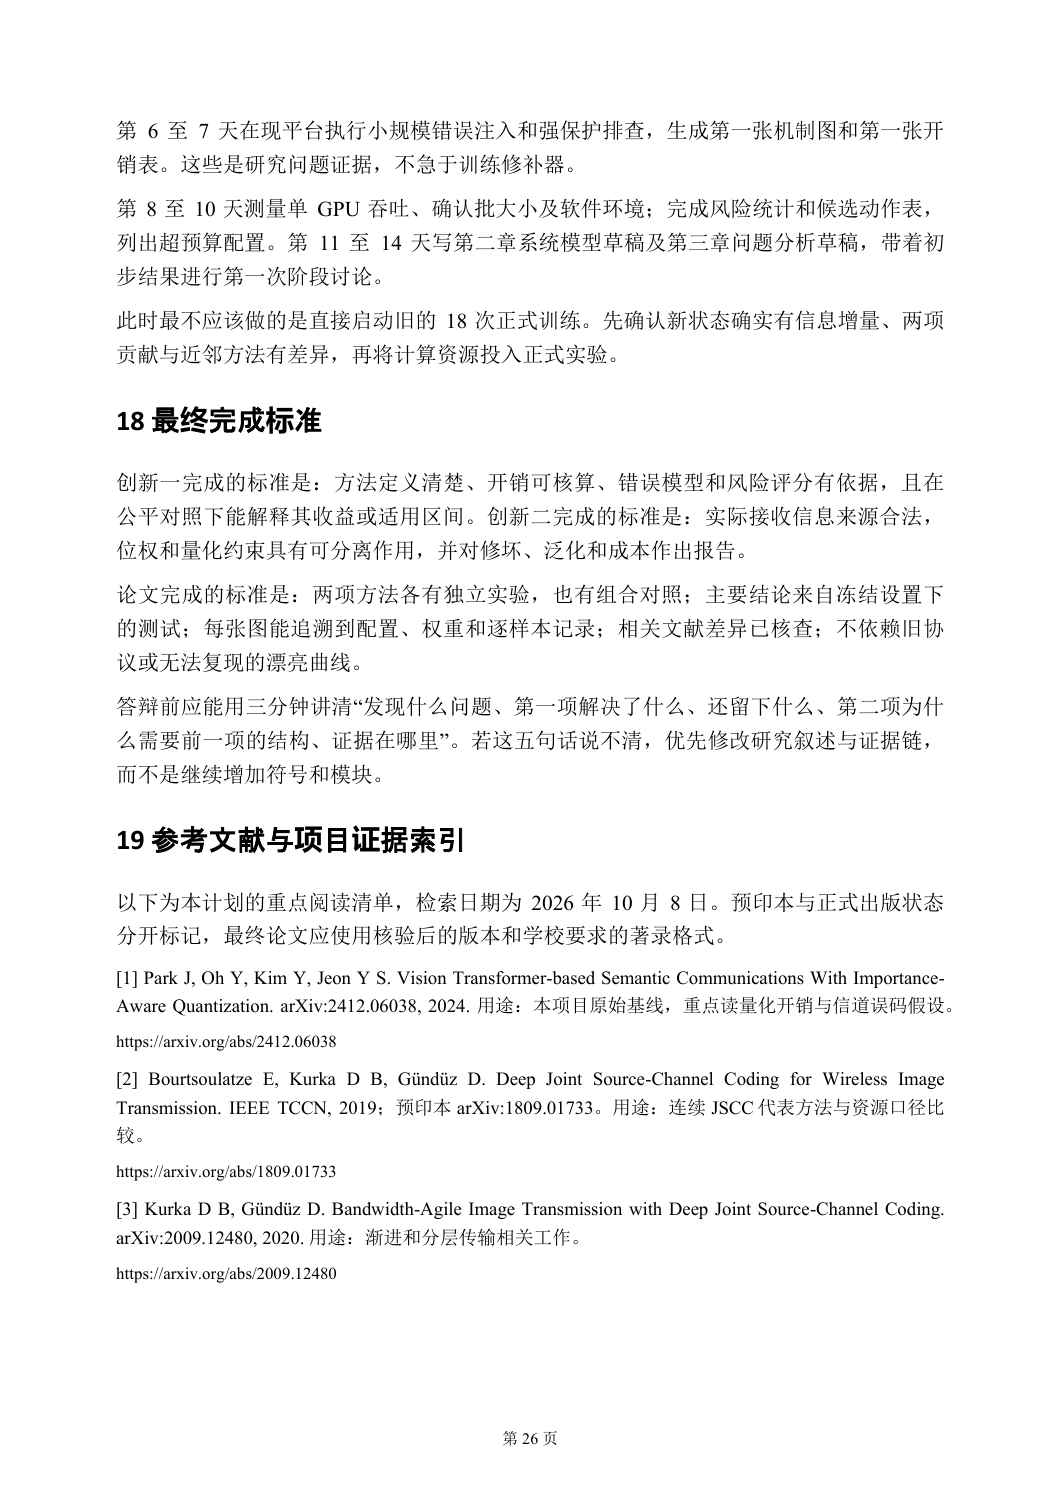 第 6 至 7 天在现平台执行小规模错误注入和强保护排查，生成第一张机制图和第一张开
销表。这些是研究问题证据，不急于训练修补器。
第 8 至 10 天测量单 GPU 吞吐、确认批大小及软件环境；完成风险统计和候选动作表，
列出超预算配置。第 11 至 14 天写第二章系统模型草稿及第三章问题分析草稿，带着初
步结果进行第一次阶段讨论。
此时最不应该做的是直接启动旧的 18 次正式训练。先确认新状态确实有信息增量、两项
贡献与近邻方法有差异，再将计算资源投入正式实验。
18 最终完成标准
创新一完成的标准是：方法定义清楚、开销可核算、错误模型和风险评分有依据，且在
公平对照下能解释其收益或适用区间。创新二完成的标准是：实际接收信息来源合法，
位权和量化约束具有可分离作用，并对修坏、泛化和成本作出报告。
论文完成的标准是：两项方法各有独立实验，也有组合对照；主要结论来自冻结设置下
的测试；每张图能追溯到配置、权重和逐样本记录；相关文献差异已核查；不依赖旧协
议或无法复现的漂亮曲线。
答辩前应能用三分钟讲清“发现什么问题、第一项解决了什么、还留下什么、第二项为什
么需要前一项的结构、证据在哪里”。若这五句话说不清，优先修改研究叙述与证据链，
而不是继续增加符号和模块。
19 参考文献与项目证据索引
以下为本计划的重点阅读清单，检索日期为 2026 年 10 月 8 日。预印本与正式出版状态
分开标记，最终论文应使用核验后的版本和学校要求的著录格式。
[1] Park J, Oh Y, Kim Y, Jeon Y S. Vision Transformer-based Semantic Communications With Importance-
Aware Quantization. arXiv:2412.06038, 2024. 用途：本项目原始基线，重点读量化开销与信道误码假设。
https://arxiv.org/abs/2412.06038
[2] Bourtsoulatze E, Kurka D B, Gündüz D. Deep Joint Source-Channel Coding for Wireless Image
Transmission. IEEE TCCN, 2019；预印本 arXiv:1809.01733。用途：连续 JSCC 代表方法与资源口径比
较。
https://arxiv.org/abs/1809.01733
[3] Kurka D B, Gündüz D. Bandwidth-Agile Image Transmission with Deep Joint Source-Channel Coding.
arXiv:2009.12480, 2020. 用途：渐进和分层传输相关工作。
https://arxiv.org/abs/2009.12480
第 26 页